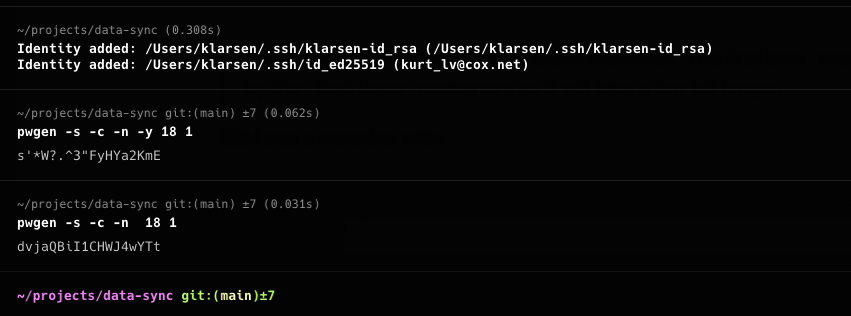 ~/projects/data-sync (0.308s)
Identity added: /Users/klarsen/.ssh/klarsen-id_rsa (/Users/klarsen/.ssh/klarsen-id_rsa)
Identity added: /Users/klarsen/.ssh/id_ed25519 (kurt_lv@cox.net)
~/projects/data-sync git:(main) ±7 (0.062s)
pwgen -s -c -n -y 18 1
s'*W?.^3"FyHYa2KmE
~/projects/data-sync git:(main) ±7 (0.031s)
pwgen -s -c -n  18 1
dvjaQBiI1CHWJ4wYTt
~/projects/data-sync git:(main)±7